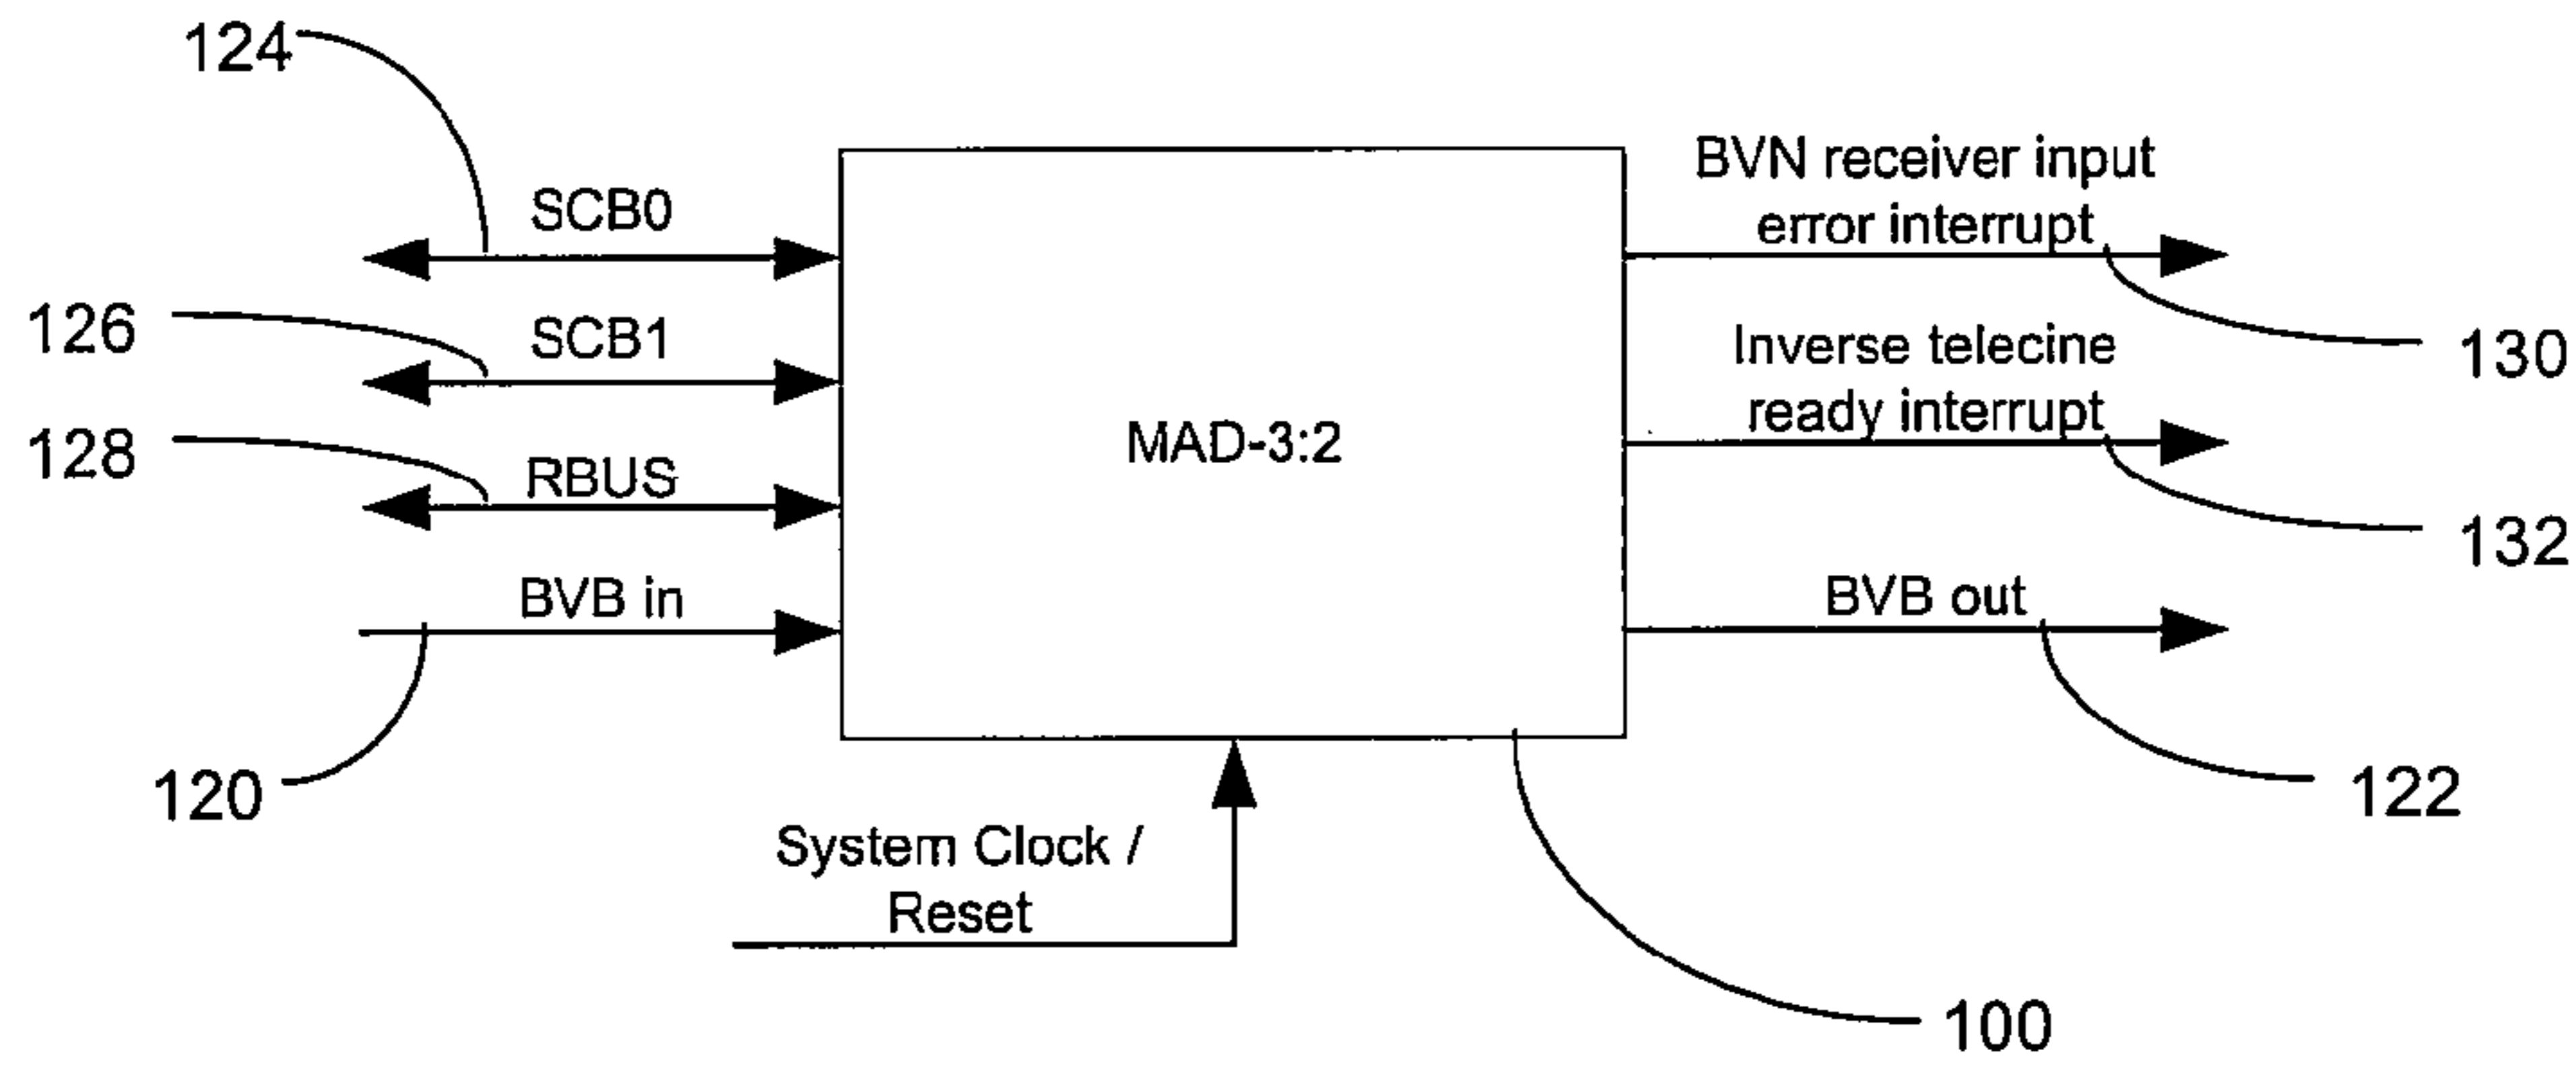 124
SCB0
126
SCB1
128
RBUS
BVB in
120
MAD-3:2
BVN receiver input
error interrupt
130
Inverse telecine
ready interrupt
132
BVB out
122
System Clock /
Reset
100